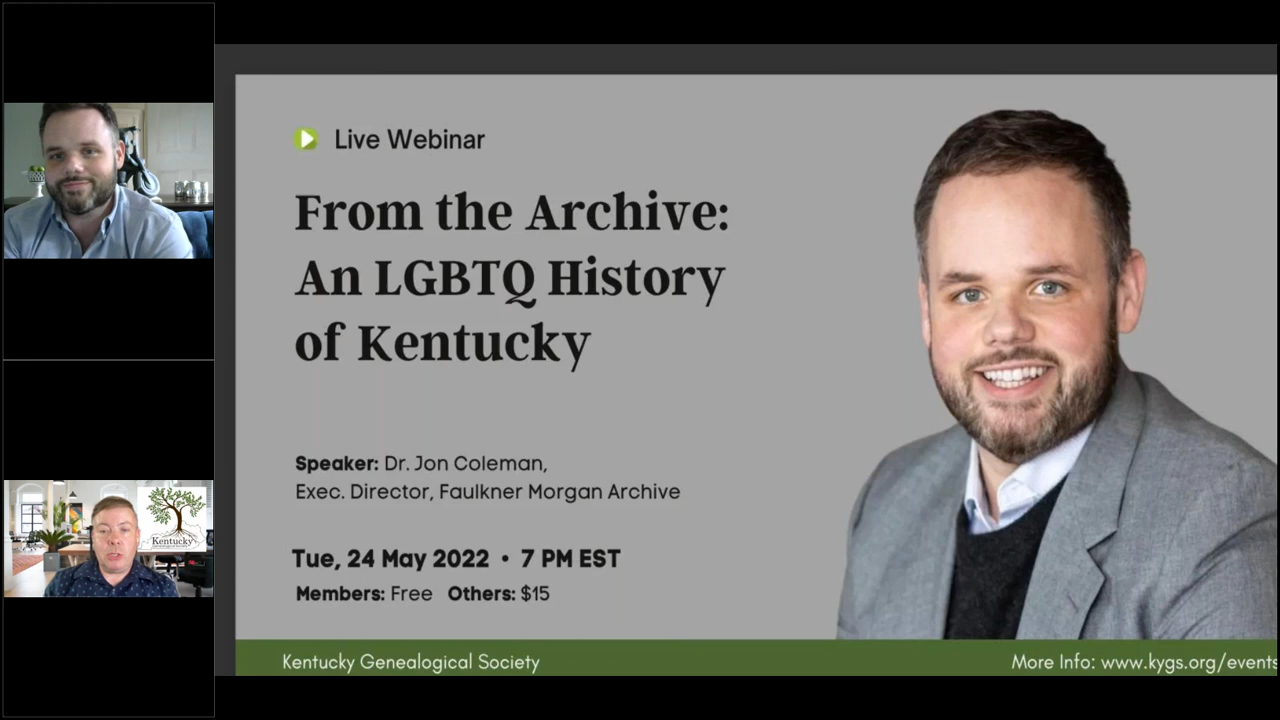 Live Webinar
From the Archive:
An LGBTQ History
of Kentucky
Speaker: Dr. Jon Coleman,
Exec. Director, Faulkner Morgan Archive
Tue, 24 May 2022 • 7 PM EST
Members: Free Others: $15
Kentucky Genealogical Society
More Info: www.kygs.org/events
Kentucky